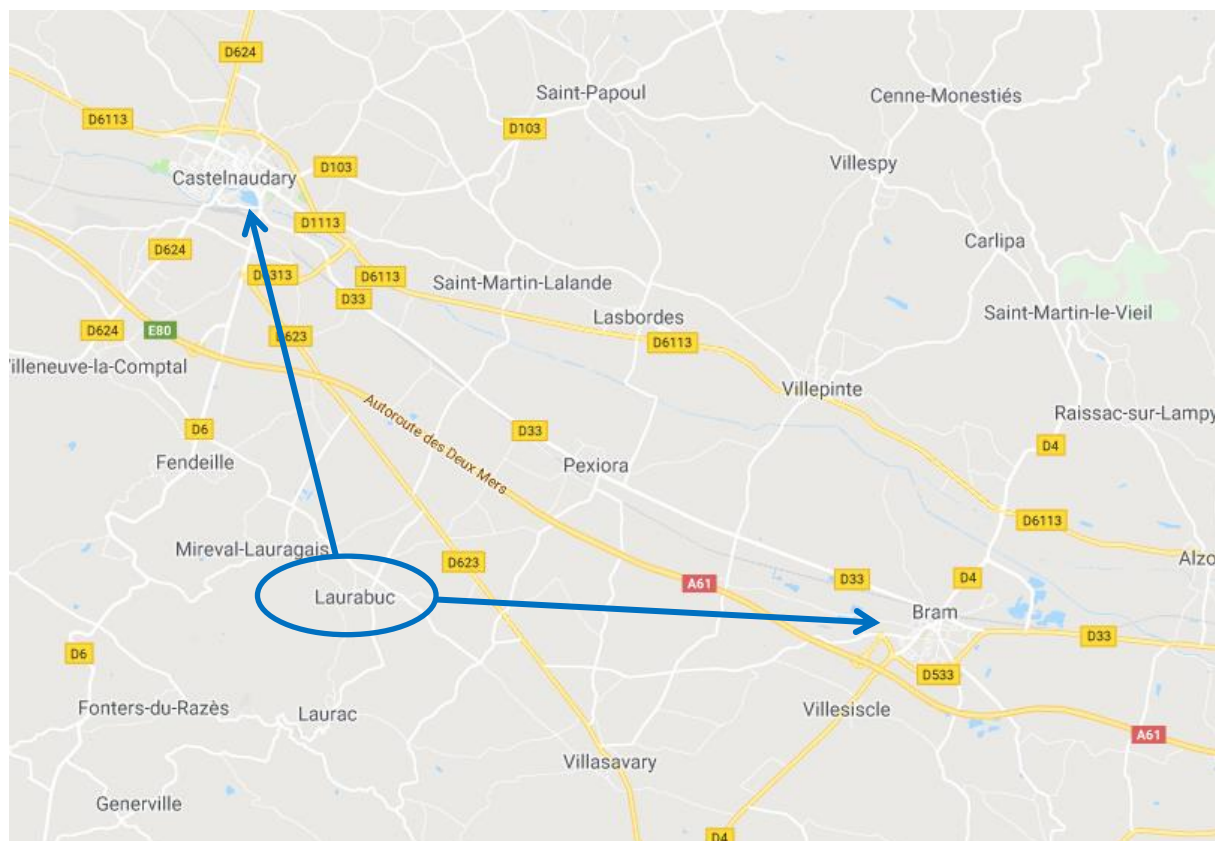 D624
Saint-Papoul
Cenne-Monestiés
D6113
D103
D103
Villespy
Castelnaudary
D1113
D624
Carlipa
D6313
D6113
Saint-Martin-Lalande
D33
Saint-Martin-le-Vieil
Lasbordes
D624
E80
D623
D6113
Villeneuve-la-Comptal
Villepinte
Autoroute des Deux Mers
Raissac-sur-Lampy
D6
D33
D4
Fendeille
Pexiora
D6113
Mireval-Lauragais
D623
Alzo
A61
D33
D4
Laurabuc
Bram
D33
D6
D533
Fonters-du-Razès
Laurac
Villesiscle
A61
Villasavary
Generville
D4